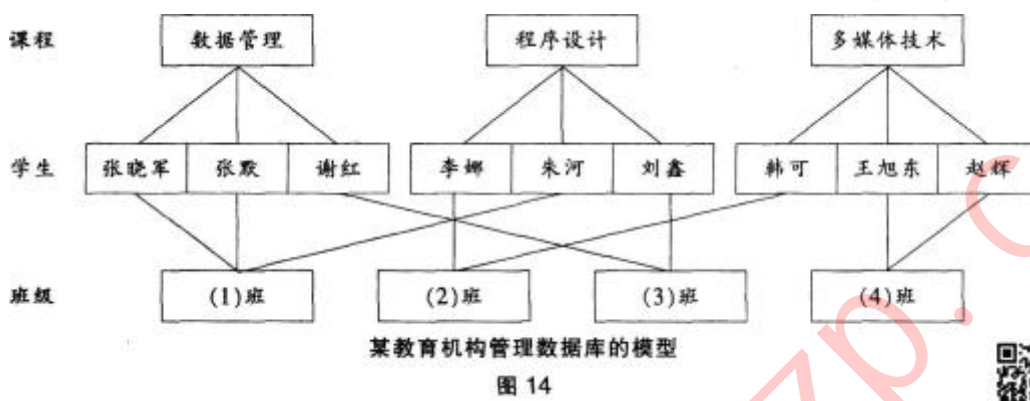 课程 数据管理 程序设计 多媒体技术
学生 张晓军 张默 谢红 李娜 朱河 刘鑫 韩可 王旭东 赵辉
班级 (1)班 (2)班 (3)班 (4)班
某教育机构管理数据库的模型
图 14